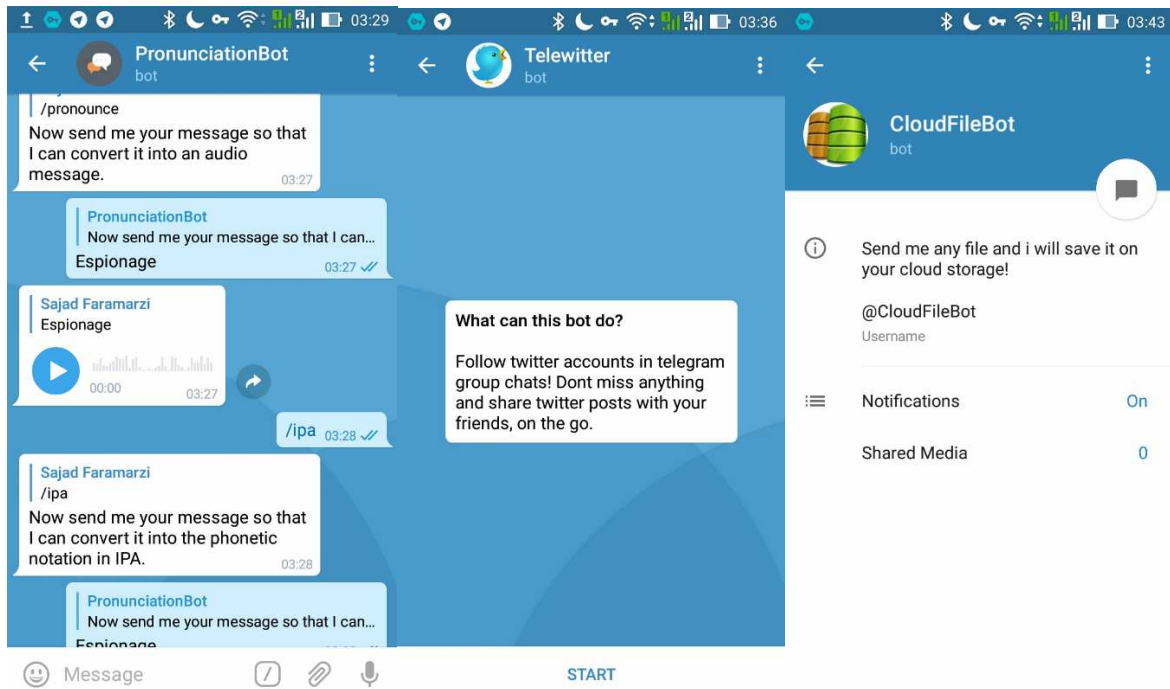 03:29
PronunciationBot
bot
/pronounce
Now send me your message so that
I can convert it into an audio
message.
03:27
PronunciationBot
Now send me your message so that I can...
Espionage
03:27
Sajad Faramarzi
Espionage
00:00
03:27
/ipa 03:28
Sajad Faramarzi
/ipa
Now send me your message so that
I can convert it into the phonetic
notation in IPA.
03:28
PronunciationBot
Now send me your message so that I can...
Espionage
Message
03:36
Telewitter
bot
What can this bot do?
Follow twitter accounts in telegram
group chats! Dont miss anything
and share twitter posts with your
friends, on the go.
START
03:43
CloudFileBot
bot
Send me any file and i will save it on
your cloud storage!
@CloudFileBot
Username
Notifications On
Shared Media 0